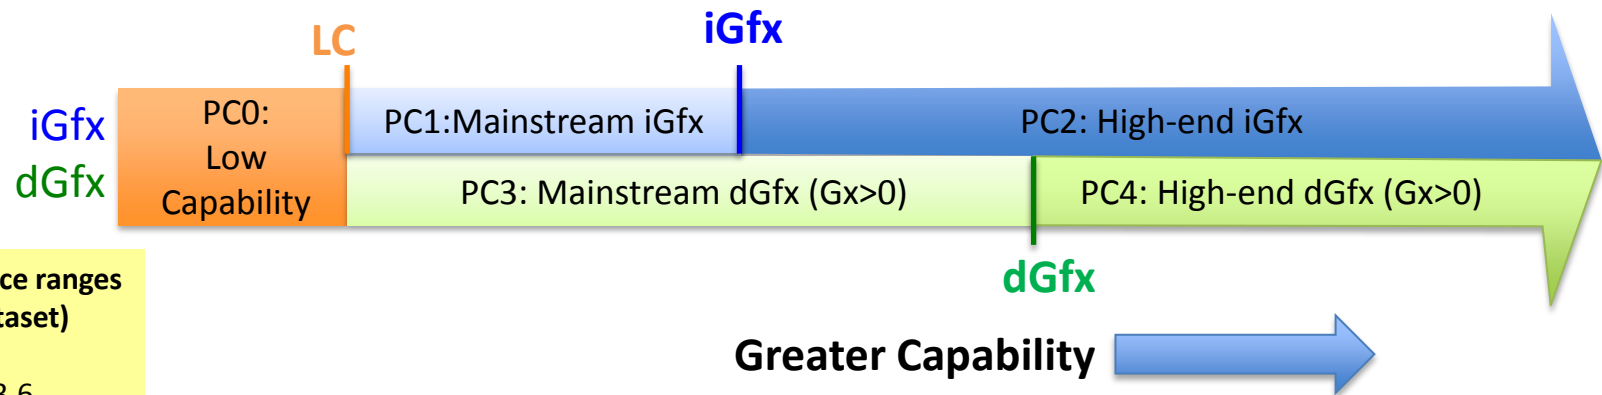 LC
iGfx
iGfx
dGfx
PC0:
Low
Capability
PC1:Mainstream iGfx
PC2: High-end iGfx
PC3: Mainstream dGfx (Gx>0)
PC4: High-end dGfx (Gx>0)
dGfx
Greater Capability
ce ranges
taset)